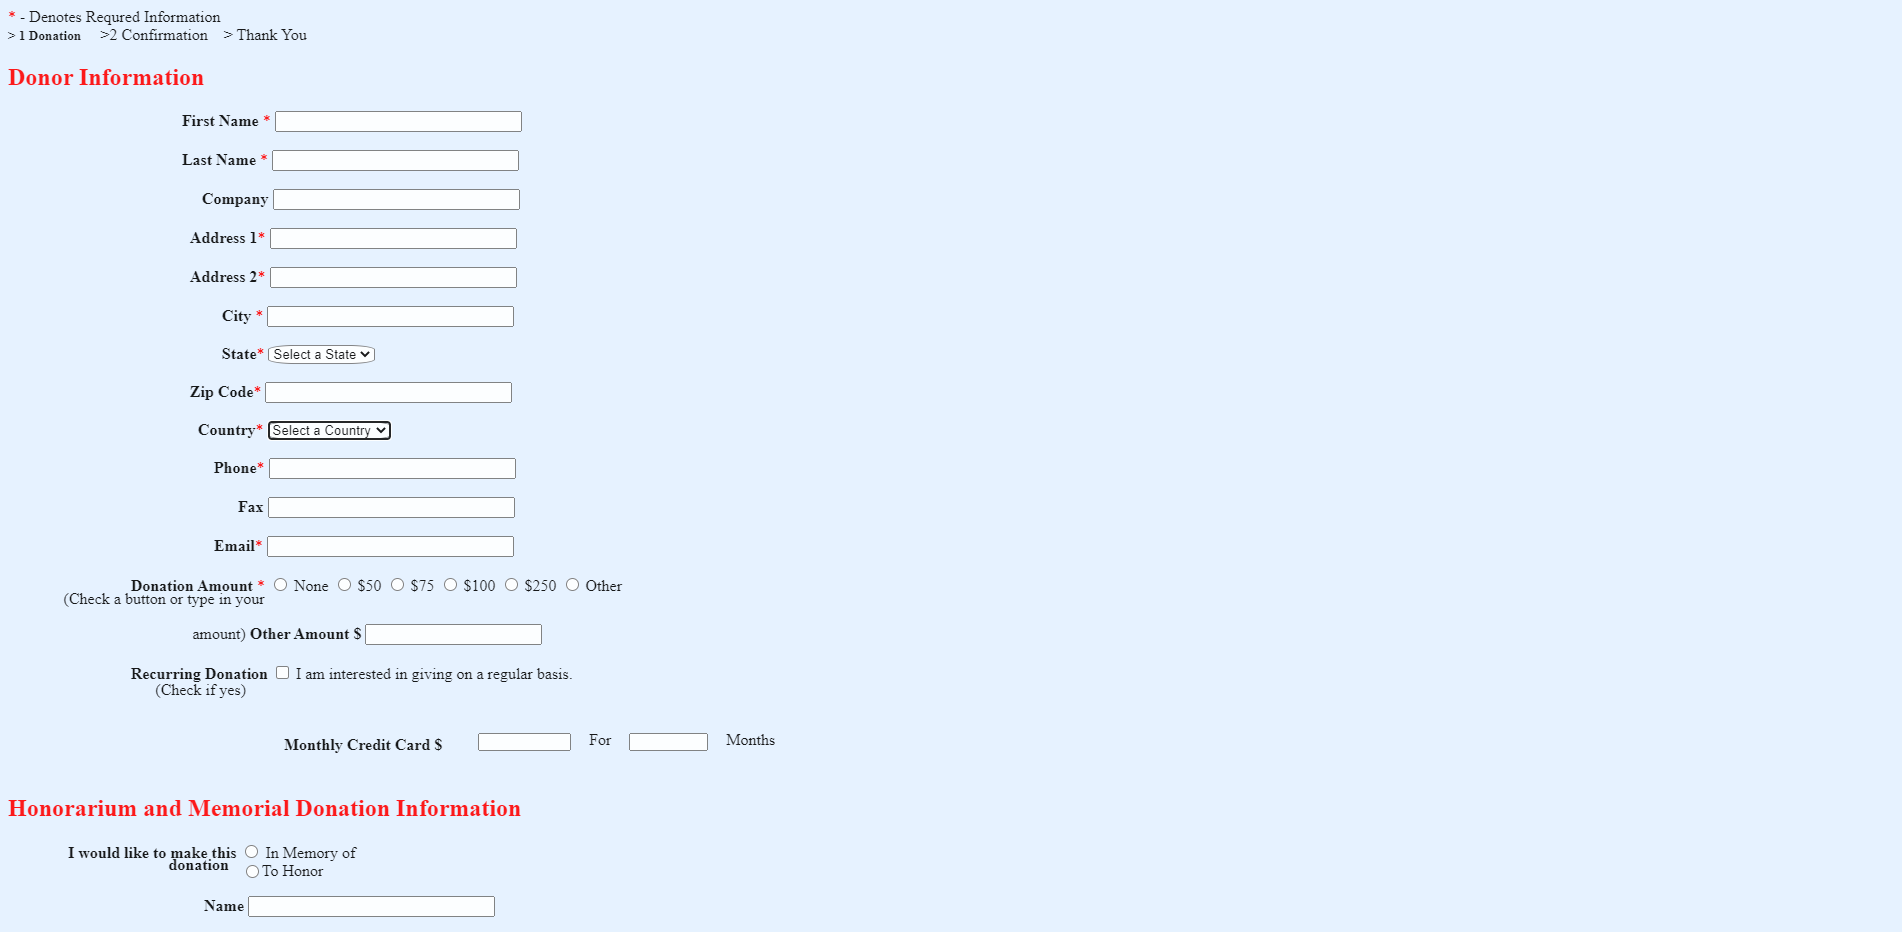 * - Denotes Requred Information
> 1 Donation >2 Confirmation > Thank You
Donor Information
First Name *
Last Name *
Company
Address 1*
Address 2*
City *
State* Select a State
Zip Code*
Country* Select a Country
Phone*
Fax
Email*
Donation Amount * None $50 $75 $100 $250 Other
(Check a button or type in your
amount) Other Amount $
Recurring Donation I am interested in giving on a regular basis.
(Check if yes)
Monthly Credit Card $ For Months
Honorarium and Memorial Donation Information
I would like to make this In Memory of
donation
To Honor
Name